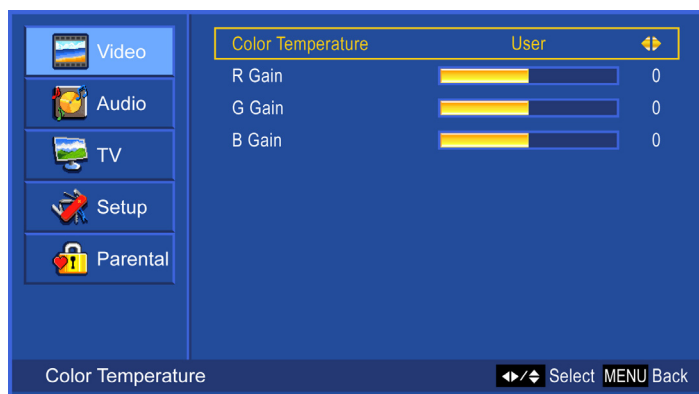 Video
Audio
TV
Setup
Parental
Color Temperature User
R Gain 0
G Gain 0
B Gain 0
Color Temperature / Select MENU Back